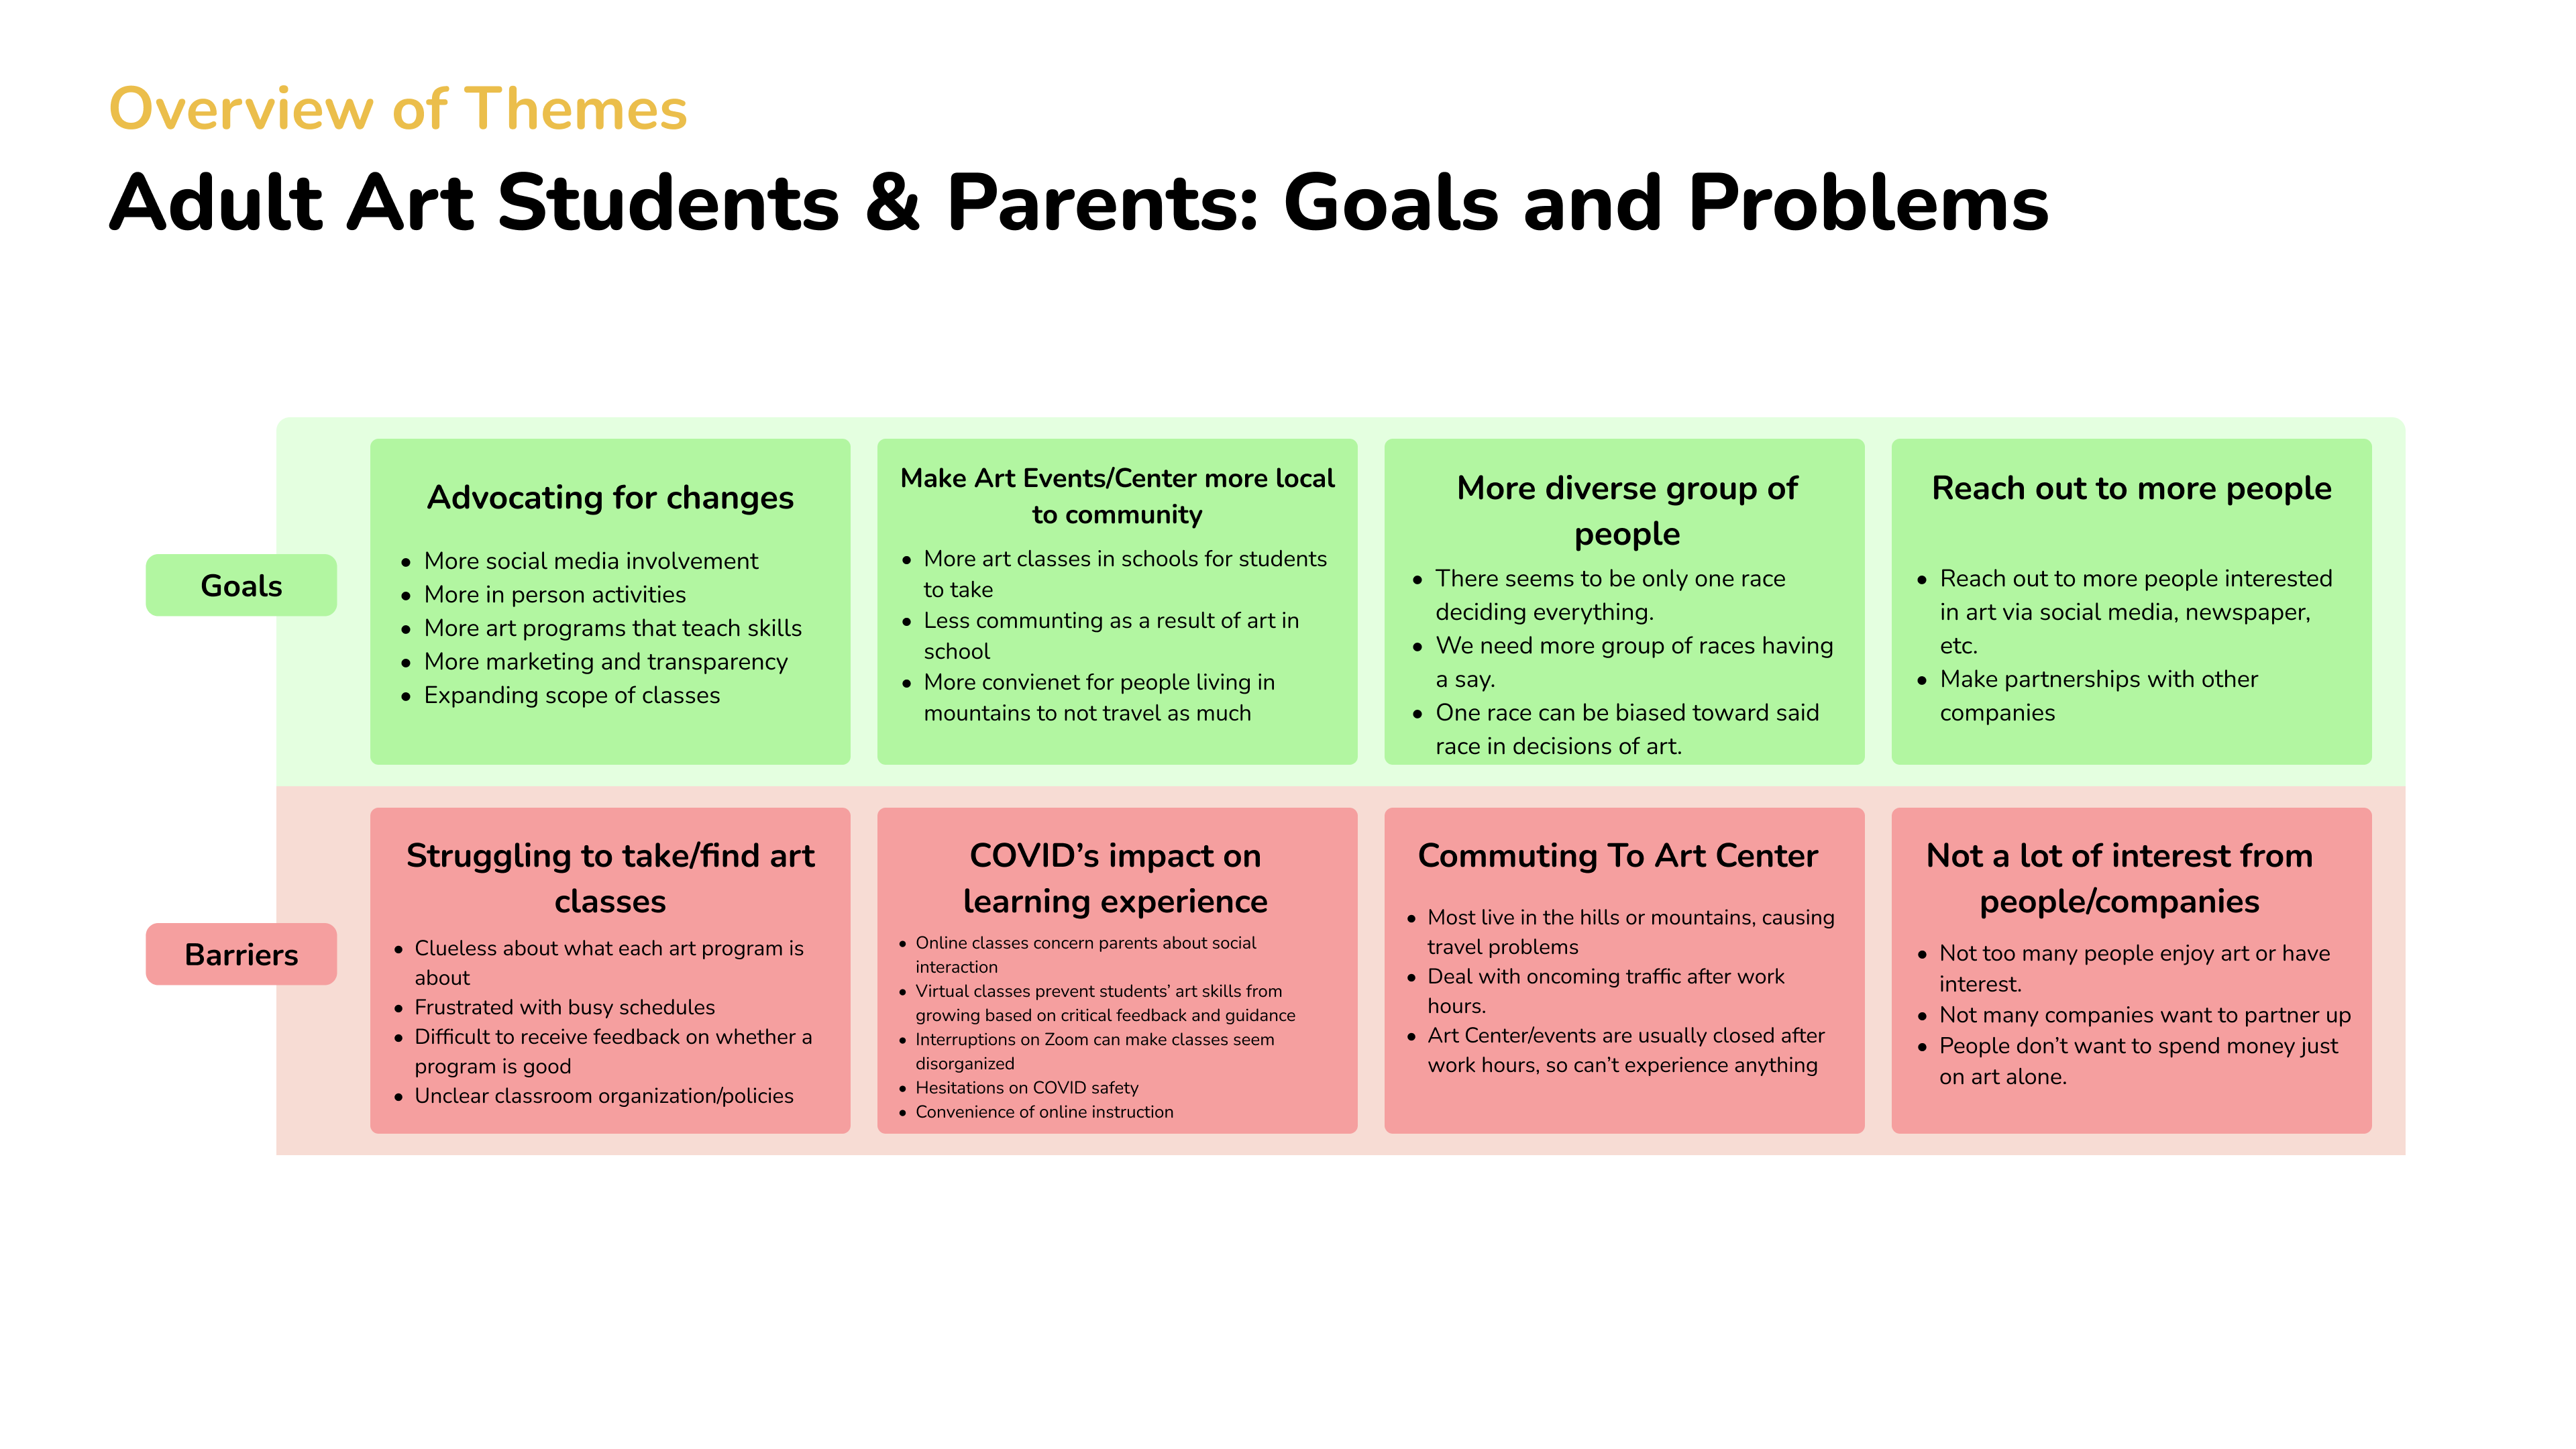 Overview of Themes
Adult Art Students & Parents: Goals and Problems
Goals
Advocating for changes
• More social media involvement
• More in person activities
• More art programs that teach skills
• More marketing and transparency
• Expanding scope of classes
Make Art Events/Center more local
to community
• More art classes in schools for students
to take
• Less communting as a result of art in
school
• More convienet for people living in
mountains to not travel as much
More diverse group of
people
• There seems to be only one race
deciding everything.
• We need more group of races having
a say.
• One race can be biased toward said
race in decisions of art.
Reach out to more people
• Reach out to more people interested
in art via social media, newspaper,
etc.
• Make partnerships with other
companies
Barriers
Struggling to take/find art
classes
• Clueless about what each art program is
about
• Frustrated with busy schedules
• Difficult to receive feedback on whether a
program is good
• Unclear classroom organization/policies
COVID’s impact on
learning experience
• Online classes concern parents about social
interaction
• Virtual classes prevent students’ art skills from
growing based on critical feedback and guidance
• Interruptions on Zoom can make classes seem
disorganized
• Hesitations on COVID safety
• Convenience of online instruction
Commuting To Art Center
• Most live in the hills or mountains, causing
travel problems
• Deal with oncoming traffic after work
hours.
• Art Center/events are usually closed after
work hours, so can’t experience anything
Not a lot of interest from
people/companies
• Not too many people enjoy art or have
interest.
• Not many companies want to partner up
• People don’t want to spend money just
on art alone.